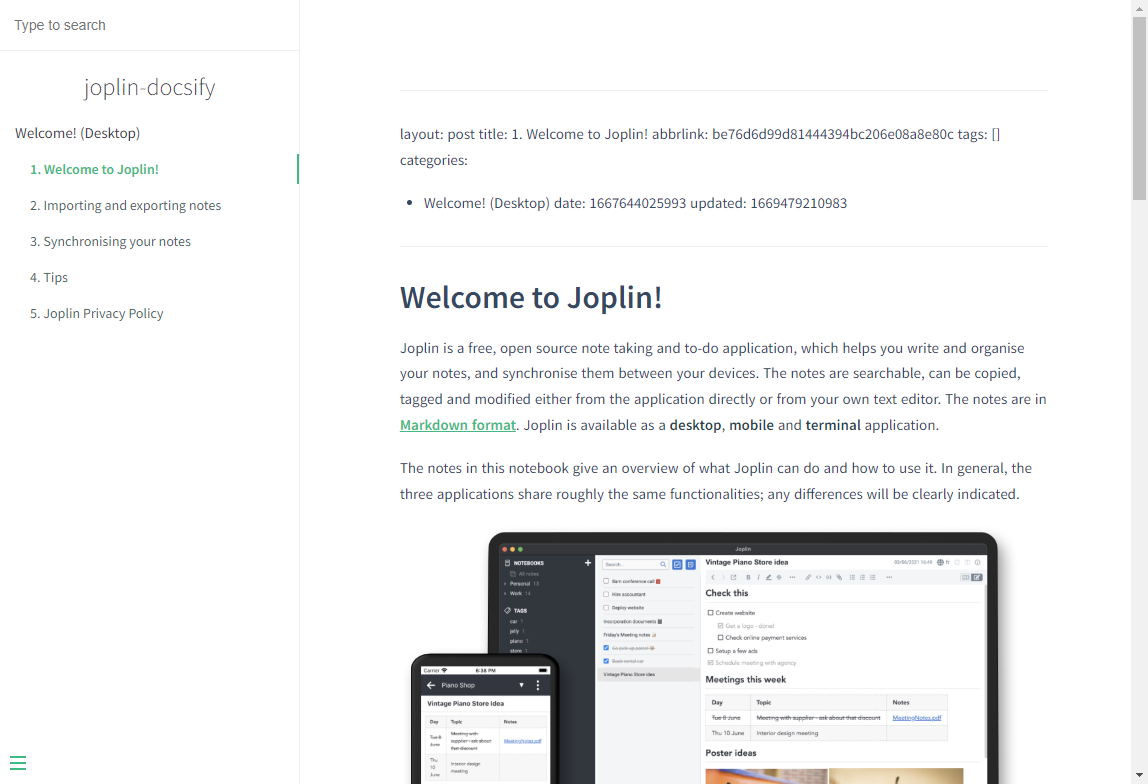 Type to search
joplin-docsify
Welcome! (Desktop)
1. Welcome to Joplin!
2. Importing and exporting notes
3. Synchronising your notes
4. Tips
5. Joplin Privacy Policy
layout: post title: 1. Welcome to Joplin! abbrlink: be76d6d99d81444394bc206e08a8e80c tags: []
categories:
Welcome! (Desktop) date: 1667644025993 updated: 1669479210983
Welcome to Joplin!
Joplin is a free, open source note taking and to-do application, which helps you write and organise
your notes, and synchronise them between your devices. The notes are searchable, can be copied,
tagged and modified either from the application directly or from your own text editor. The notes are in
Markdown format. Joplin is available as a desktop, mobile and terminal application.
The notes in this notebook give an overview of what Joplin can do and how to use it. In general, the
three applications share roughly the same functionalities; any differences will be clearly indicated.
Joplin
NOTEBOOKS
All notes
Personal 13
Work 14
TAGS
car 1
jelly 1
piano 1
store 1
Search...
8am conference call
Hire accountant
Deploy website
Incorporation documents
Friday's Meeting notes
Go pick up parcel
Book rental car
Vintage Piano Store idea
Vintage Piano Store idea
03/06/2021 16:49
fr
Check this
Create website
Get a logo - done!
Check online payment services
Setup a few ads
Schedule meeting with agency
Meetings this week
Day Topic Notes
Tue 8 June Meeting with supplier - ask about that discount MeetingNotes.pdf
Thu 10 June Interior design meeting
Poster ideas
Carrier 6:38 PM
Piano Shop
Vintage Piano Store Idea
Day Topic Notes
Tue 8 June Meeting with supplier - ask about that discount MeetingNotes.pdf
Thu 10 June Interior design meeting